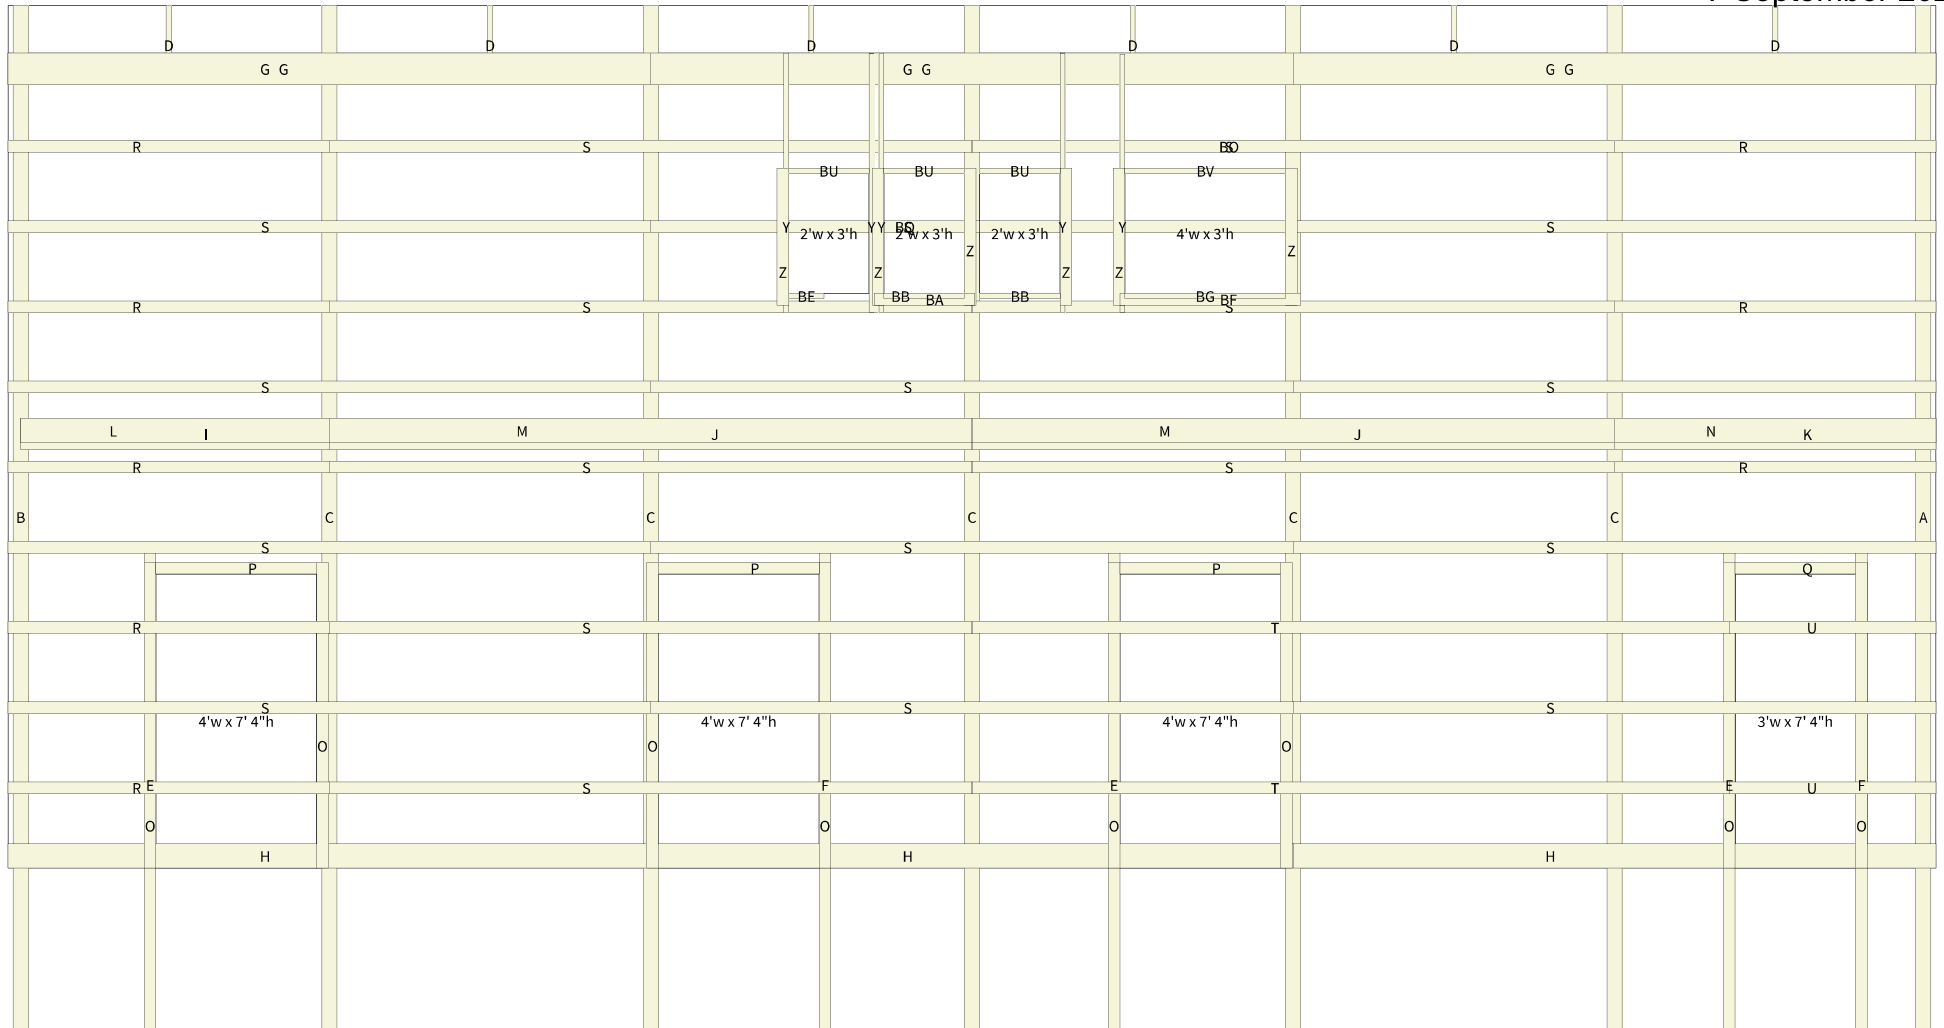 D D D D D D
G G G G G G
R S S R
BU BU BU BV
S Y Y Y Y Y S
2'w x 3'h 2'w x 3'h 2'w x 3'h 4'w x 3'h
Z Z
Z Z Z Z
BE BB BA BB BG BF
R S S R
S S S
L I M J M J N K
R S S R
B C C C C C A
S S S
P P P Q
R S T U
S S S
4'w x 7' 4"h 4'w x 7' 4"h 4'w x 7' 4"h 3'w x 7' 4"h
O O O
R E S F E T E U F
O O O O O
H H H